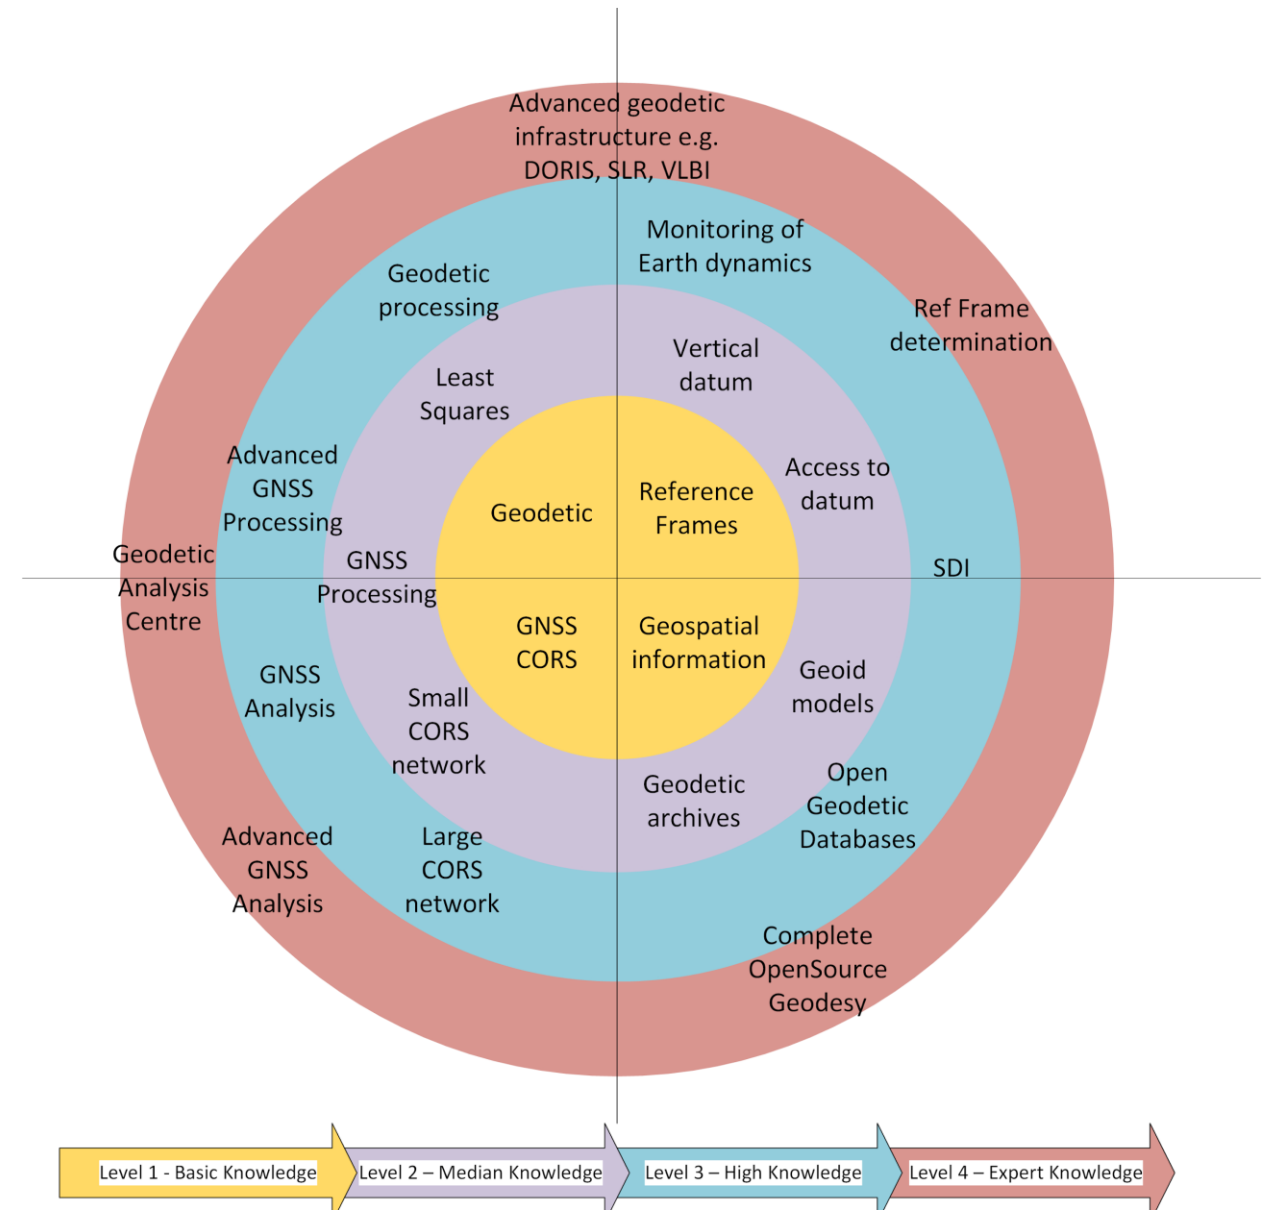 Advanced geodetic
infrastructure e.g.
DORIS, SLR, VLBI
Monitoring of
Earth dynamics
Geodetic
processing
Ref Frame
determination
Vertical
datum
Least
Squares
Advanced
GNSS
Processing
Access to
datum
Reference
Frames
Geodetic
Geodetic
Analysis
Centre
GNSS
Processing
SDI
GNSS
CORS
Geospatial
information
GNSS
Analysis
Geoid
models
Small
CORS
network
Geodetic
archives
Open
Geodetic
Databases
Advanced
GNSS
Analysis
Large
CORS
network
Complete
OpenSource
Geodesy
Level 1 - Basic Knowledge
Level 2 – Median Knowledge
Level 3 – High Knowledge
Level 4 – Expert Knowledge